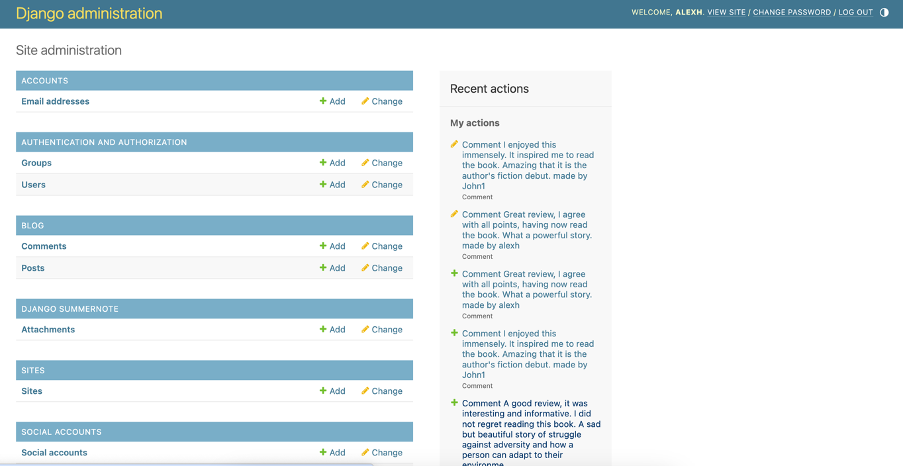 Django administration
WELCOME, ALEXH. VIEW SITE / CHANGE PASSWORD / LOG OUT
Site administration
ACCOUNTS
Email addresses Add Change
AUTHENTICATION AND AUTHORIZATION
Groups Add Change
Users Add Change
BLOG
Comments Add Change
Posts Add Change
DJANGO SUMMERNOTE
Attachments Add Change
SITES
Sites Add Change
SOCIAL ACCOUNTS
Social accounts Add Change
Recent actions
My actions
Comment I enjoyed this
immensely. It inspired me to read
the book. Amazing that it is the
author's fiction debut. made by
John1
Comment
Comment Great review, I agree
with all points, having now read
the book. What a powerful story.
made by alexh
Comment
Comment Great review, I agree
with all points, having now read
the book. What a powerful story.
made by alexh
Comment
Comment I enjoyed this
immensely. It inspired me to read
the book. Amazing that it is the
author's fiction debut. made by
John1
Comment
Comment A good review, it was
interesting and informative. I did
not regret reading this book. A sad
but beautiful story of struggle
against adversity and how a
person can adapt to their
environme